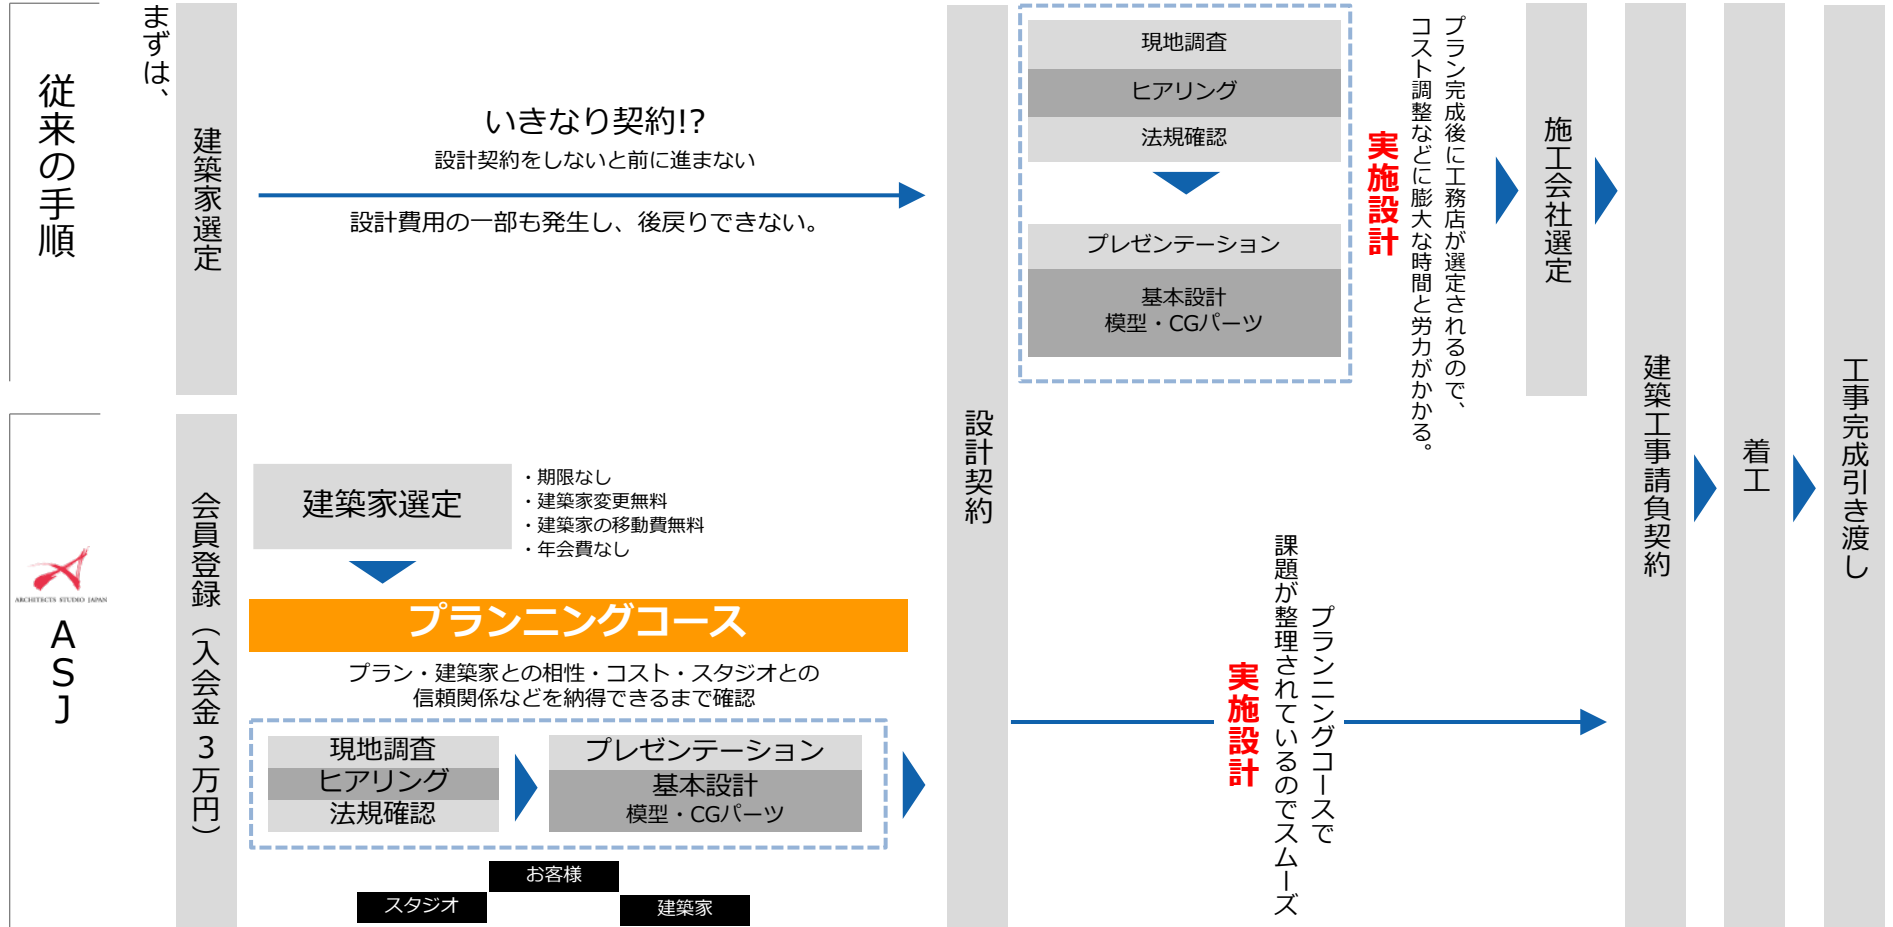 従来の手順
まずは、
建築家選定
いきなり契約!?
設計契約をしないと前に進まない
設計費用の一部も発生し、後戻りできない。
設計契約
現地調査
ヒアリング
法規確認
プレゼンテーション
基本設計
模型・CGパーツ
実施設計
プラン完成後に工務店が選定されるので、
コスト調整などに膨大な時間と労力がかかる。
施工会社選定
建築工事請負契約
着工
工事完成引き渡し
ARCHITECTS STUDIO JAPAN
ASJ
会員登録（入会金3万円）
建築家選定
・期限なし
・建築家変更無料
・建築家の移動費無料
・年会費なし
プランニングコース
プラン・建築家との相性・コスト・スタジオとの
信頼関係などを納得できるまで確認
現地調査
ヒアリング
法規確認
プレゼンテーション
基本設計
模型・CGパーツ
お客様
スタジオ
建築家
実施設計
プランニングコースで
課題が整理されているのでスムーズ